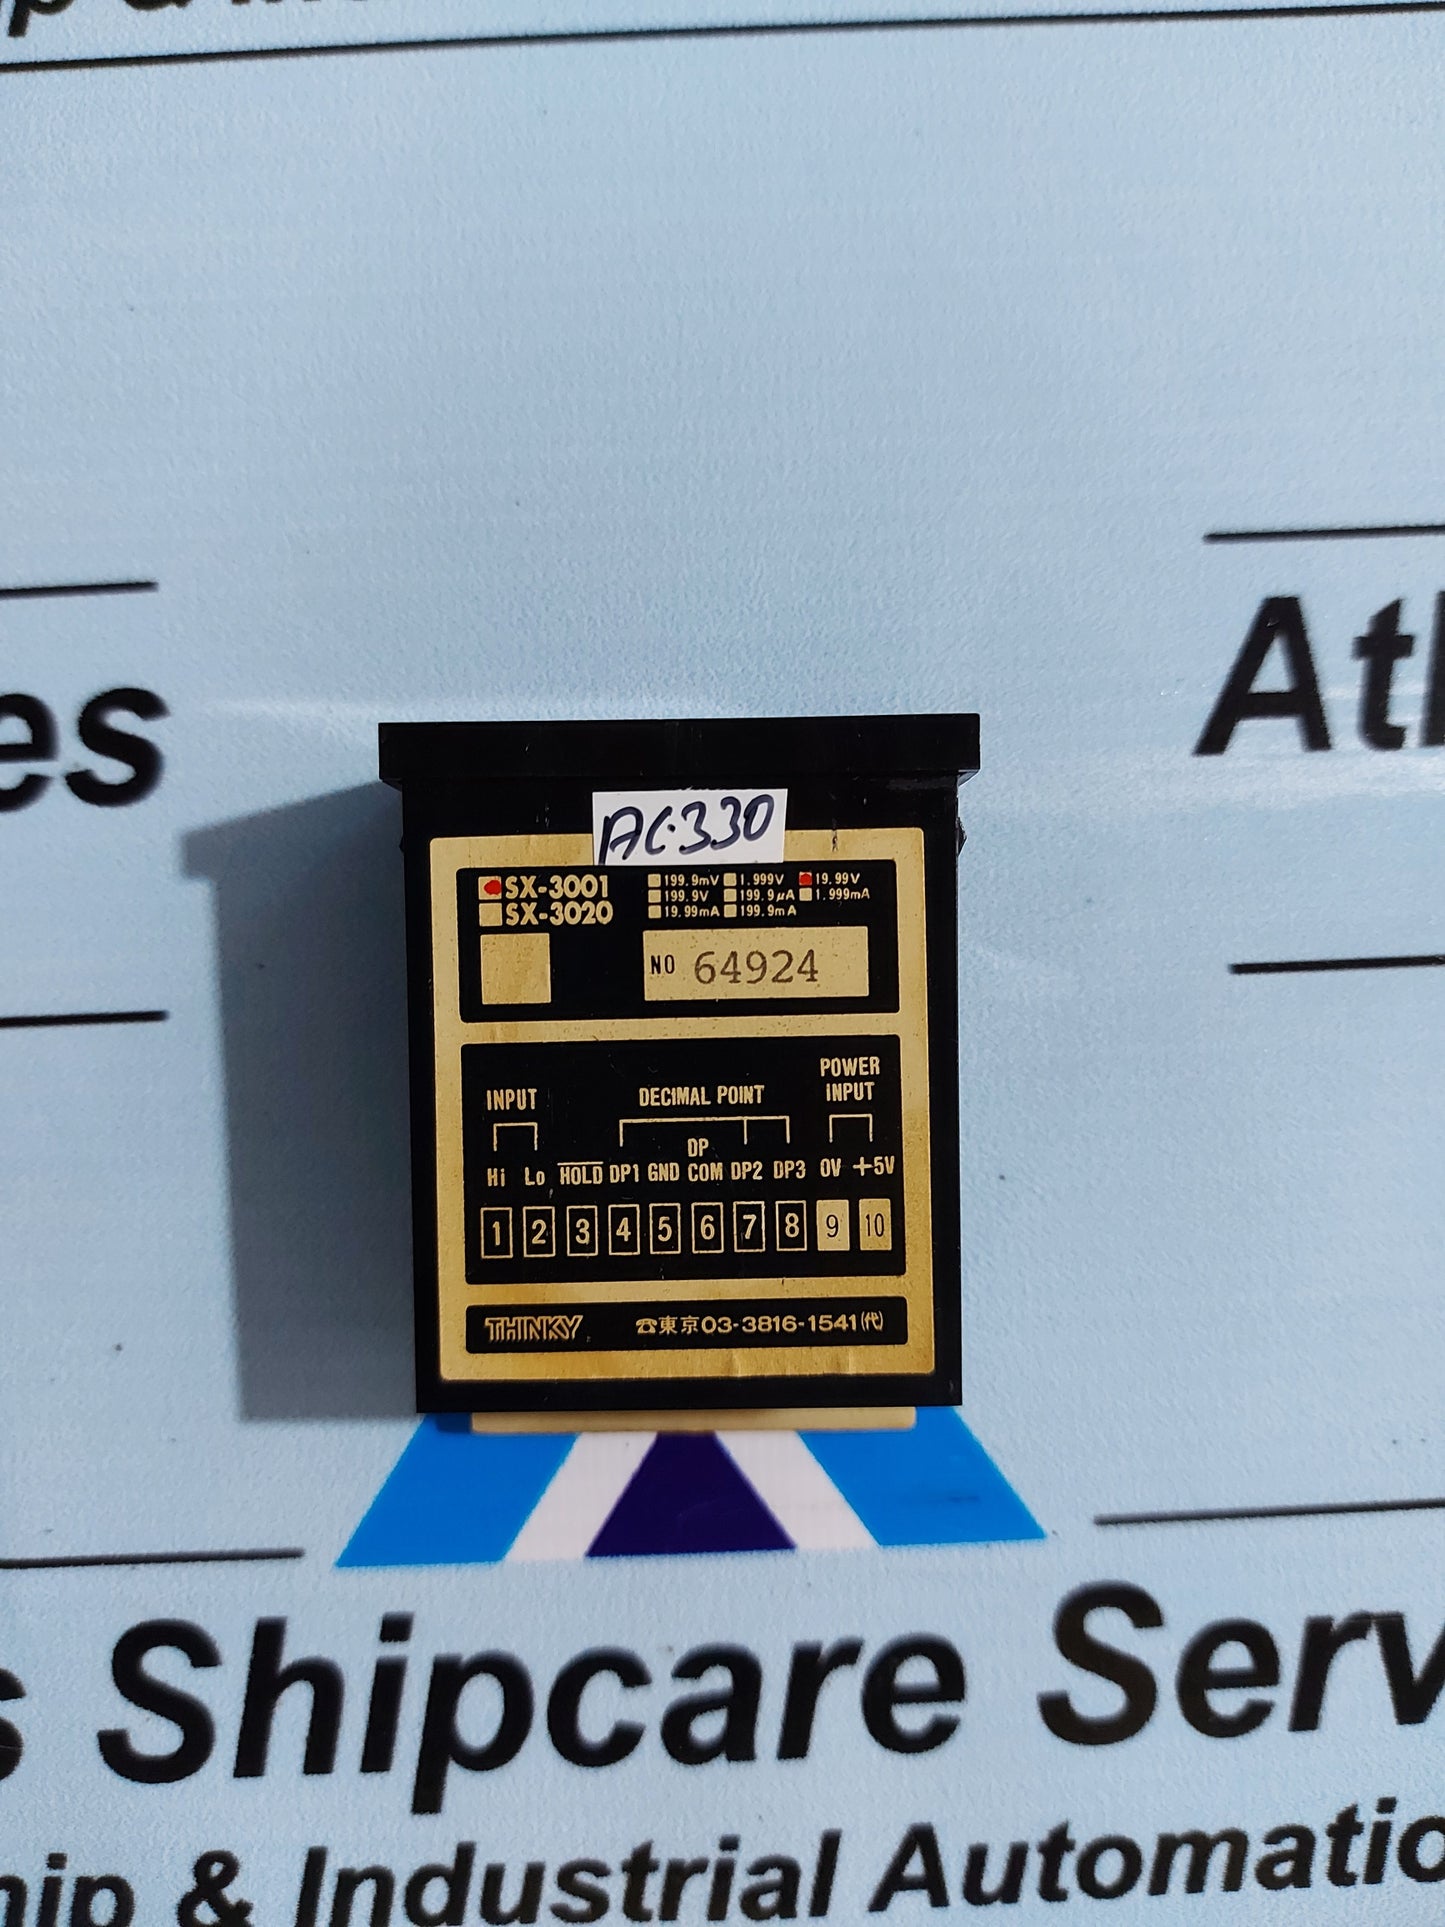 es
Atl
AC-330
SX-3001 199.9mV 1.999V 19.99V
SX-3020 199.9V 199.9μA 1.999mA
19.99mA 199.9mA
NO 64924
POWER
INPUT DECIMAL POINT INPUT
DP
Hi Lo HOLD DP1 GND COM DP2 DP3 0V +5V
1 2 3 4 5 6 7 8 9 10
THINKY ☎東京03-3816-1541(代)
s Shipcare Serv
hip & Industrial Automatio